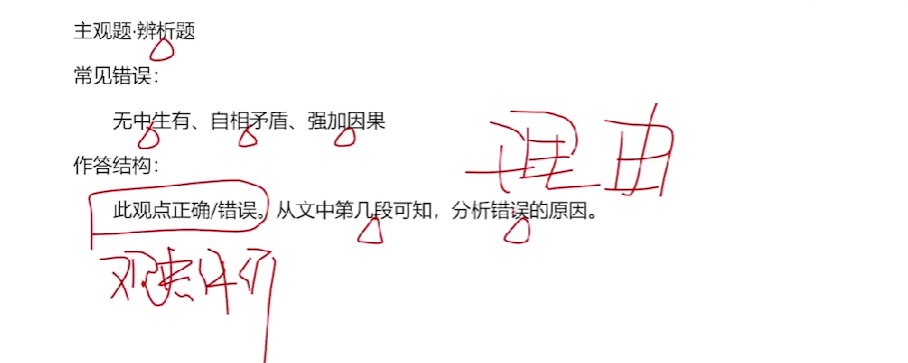 主观题·辨析题
常见错误：
无中生有、自相矛盾、强加因果
理由
作答结构：
此观点正确/错误。从文中第几段可知，分析错误的原因。
观点评价